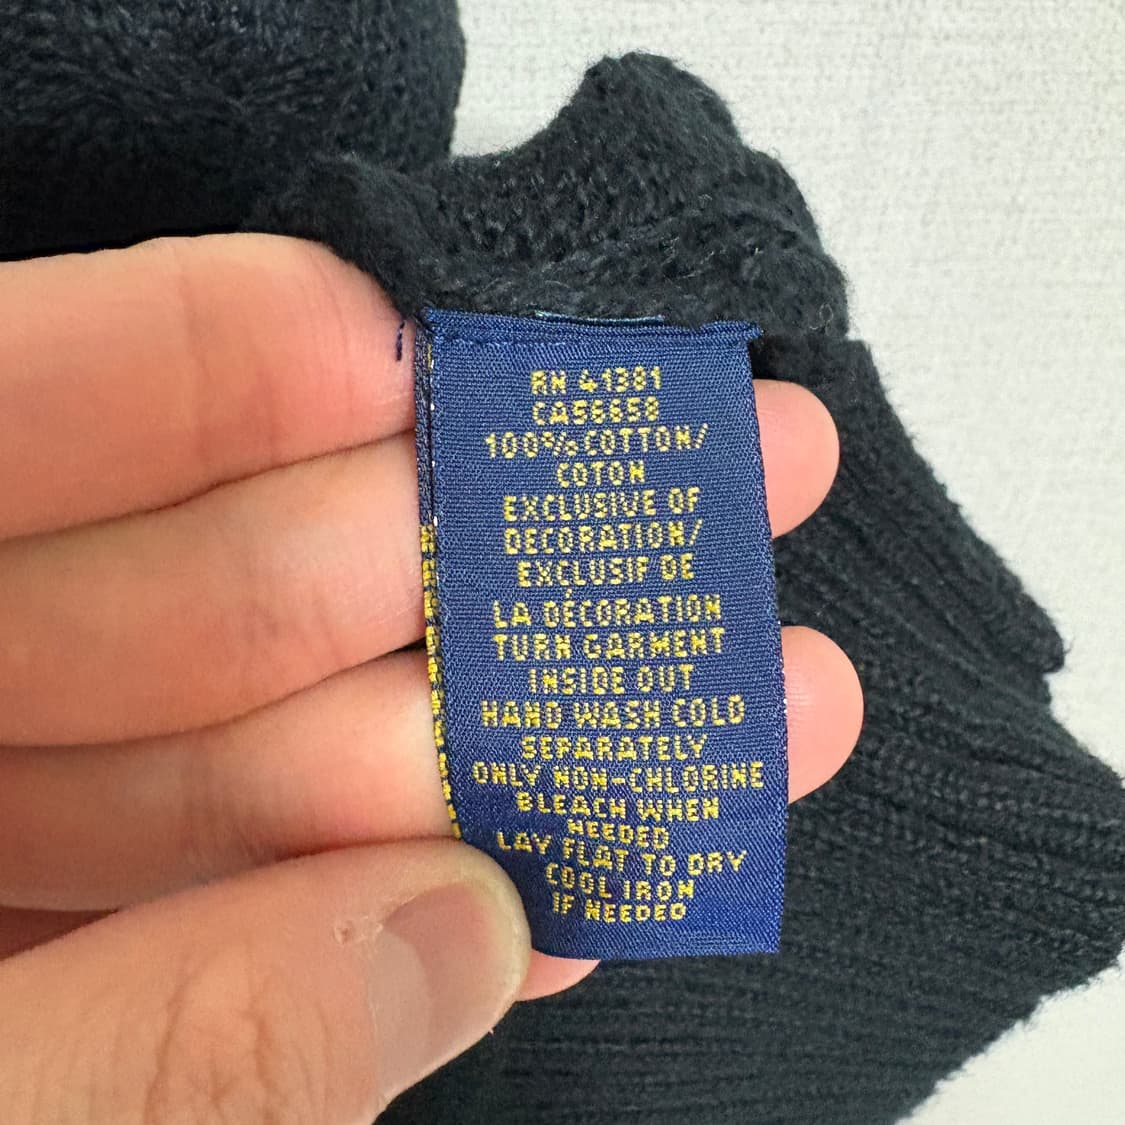 RN 41381
CA56658
100% COTTON/
COTON
EXCLUSIVE OF
DECORATION/
EXCLUSIF DE
LA DÉCORATION
TURN GARMENT
INSIDE OUT
HAND WASH COLD
SEPARATELY
ONLY NON-CHLORINE
BLEACH WHEN
NEEDED
LAY FLAT TO DRY
COOL IRON
IF NEEDED